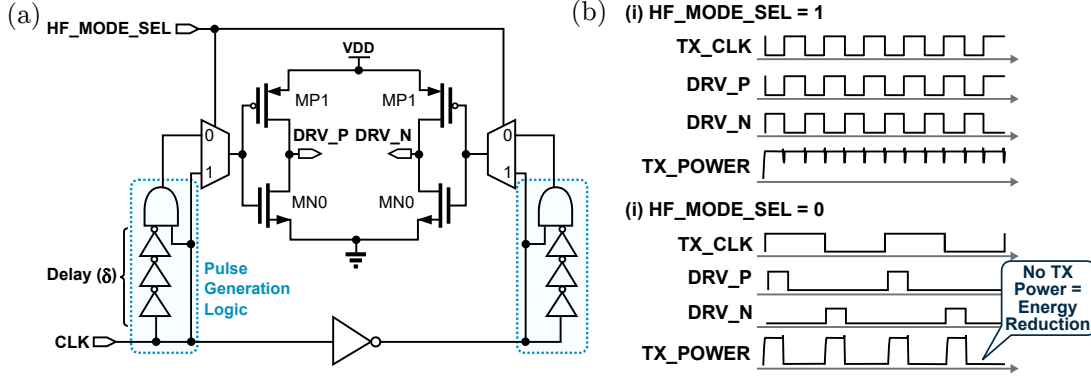 (a)
HF_MODE_SEL
VDD
MP1
MP1
0
0
DRV_P
DRV_N
1
1
MN0
MN0
Delay (δ)
Pulse
Generation
Logic
CLK
(b)
(i) HF_MODE_SEL = 1
TX_CLK
DRV_P
DRV_N
TX_POWER
(i) HF_MODE_SEL = 0
TX_CLK
DRV_P
DRV_N
TX_POWER
No TX
Power =
Energy
Reduction